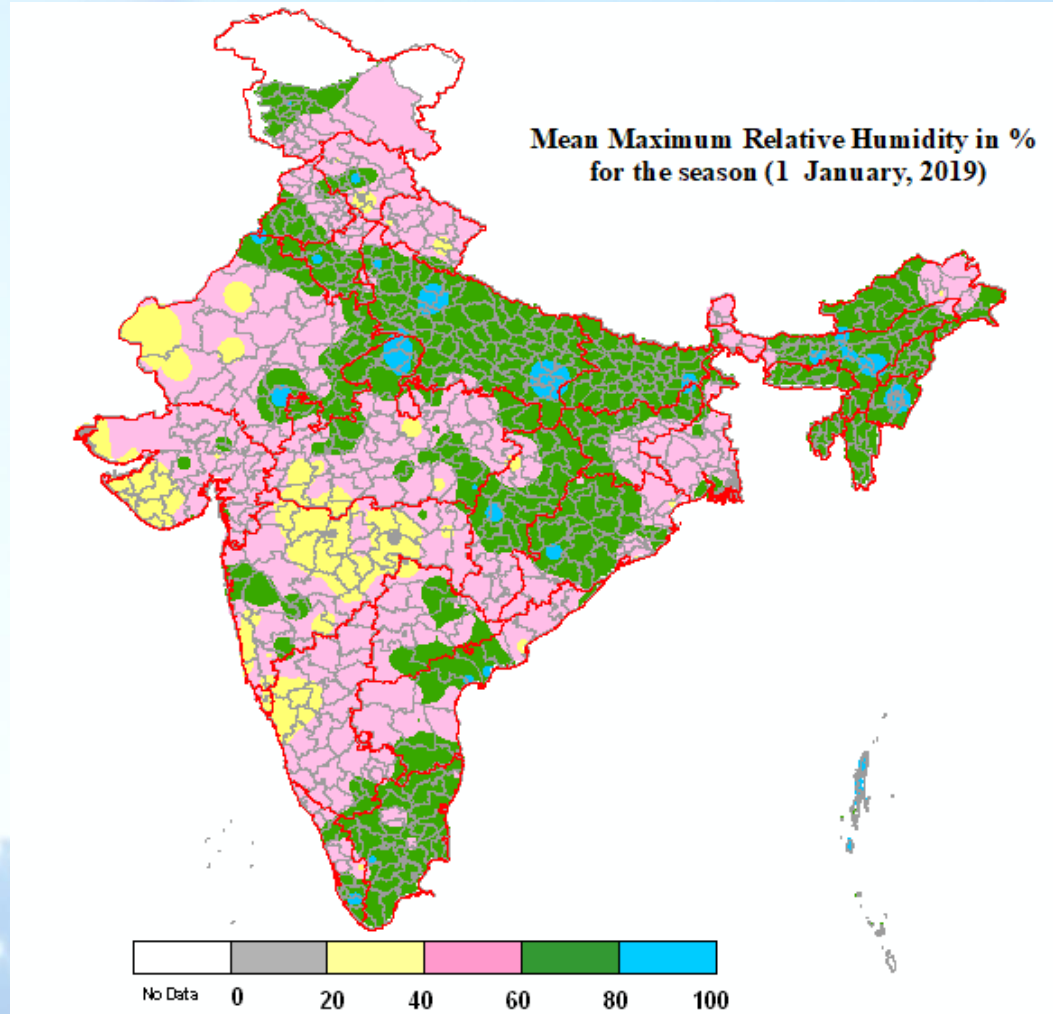 Mean Maximum Relative Humidity in %
for the season (1 January, 2019)
No Data 0 20 40 60 80 100